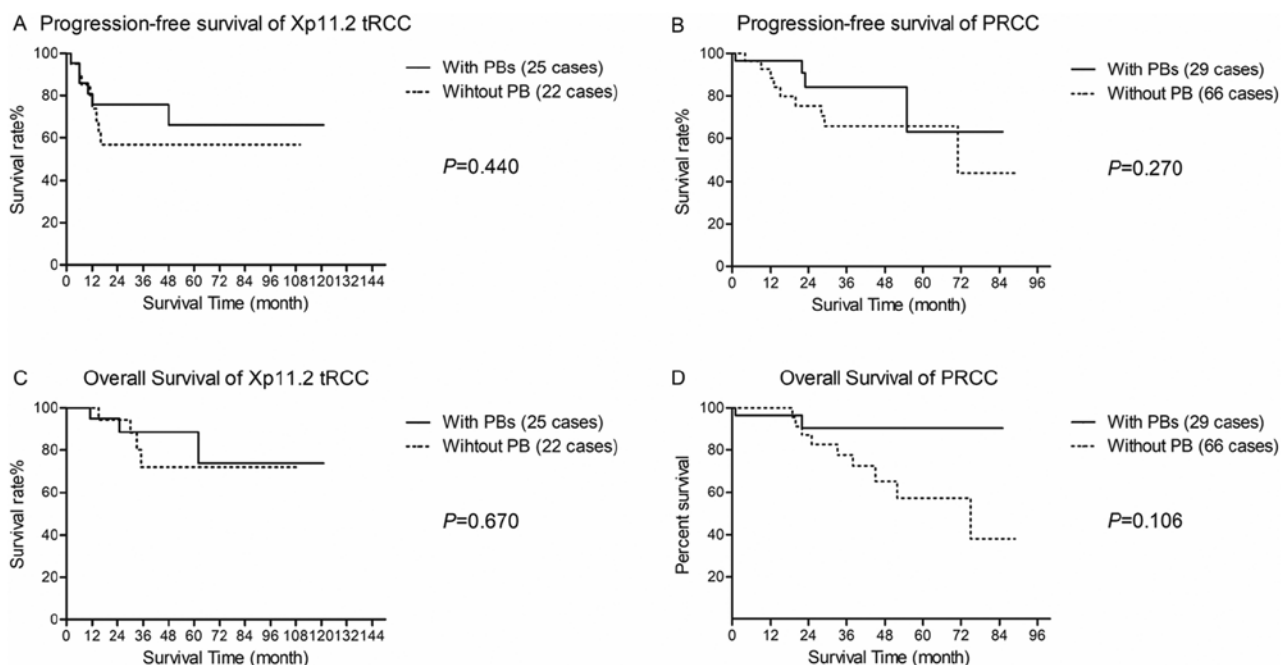 A Progression-free survival of Xp11.2 tRCC
100
80
60
40
20
0
Survival rate%
0 12 24 36 48 60 72 84 96 108 120 132 144
Survival Time (month)
With PBs (25 cases)
Wihtout PB (22 cases)
P=0.440
B Progression-free survival of PRCC
100
80
60
40
20
0
Survival rate%
0 12 24 36 48 60 72 84 96
Survival Time (month)
With PBs (29 cases)
Without PB (66 cases)
P=0.270
C Overall Survival of Xp11.2 tRCC
100
80
60
40
20
0
Survival rate%
0 12 24 36 48 60 72 84 96 108 120 132 144
Survival Time (month)
With PBs (25 cases)
Wihtout PB (22 cases)
P=0.670
D Overall Survival of PRCC
100
80
60
40
20
0
Percent survival
0 12 24 36 48 60 72 84 96
Survival Time (month)
With PBs (29 cases)
Without PB (66 cases)
P=0.106